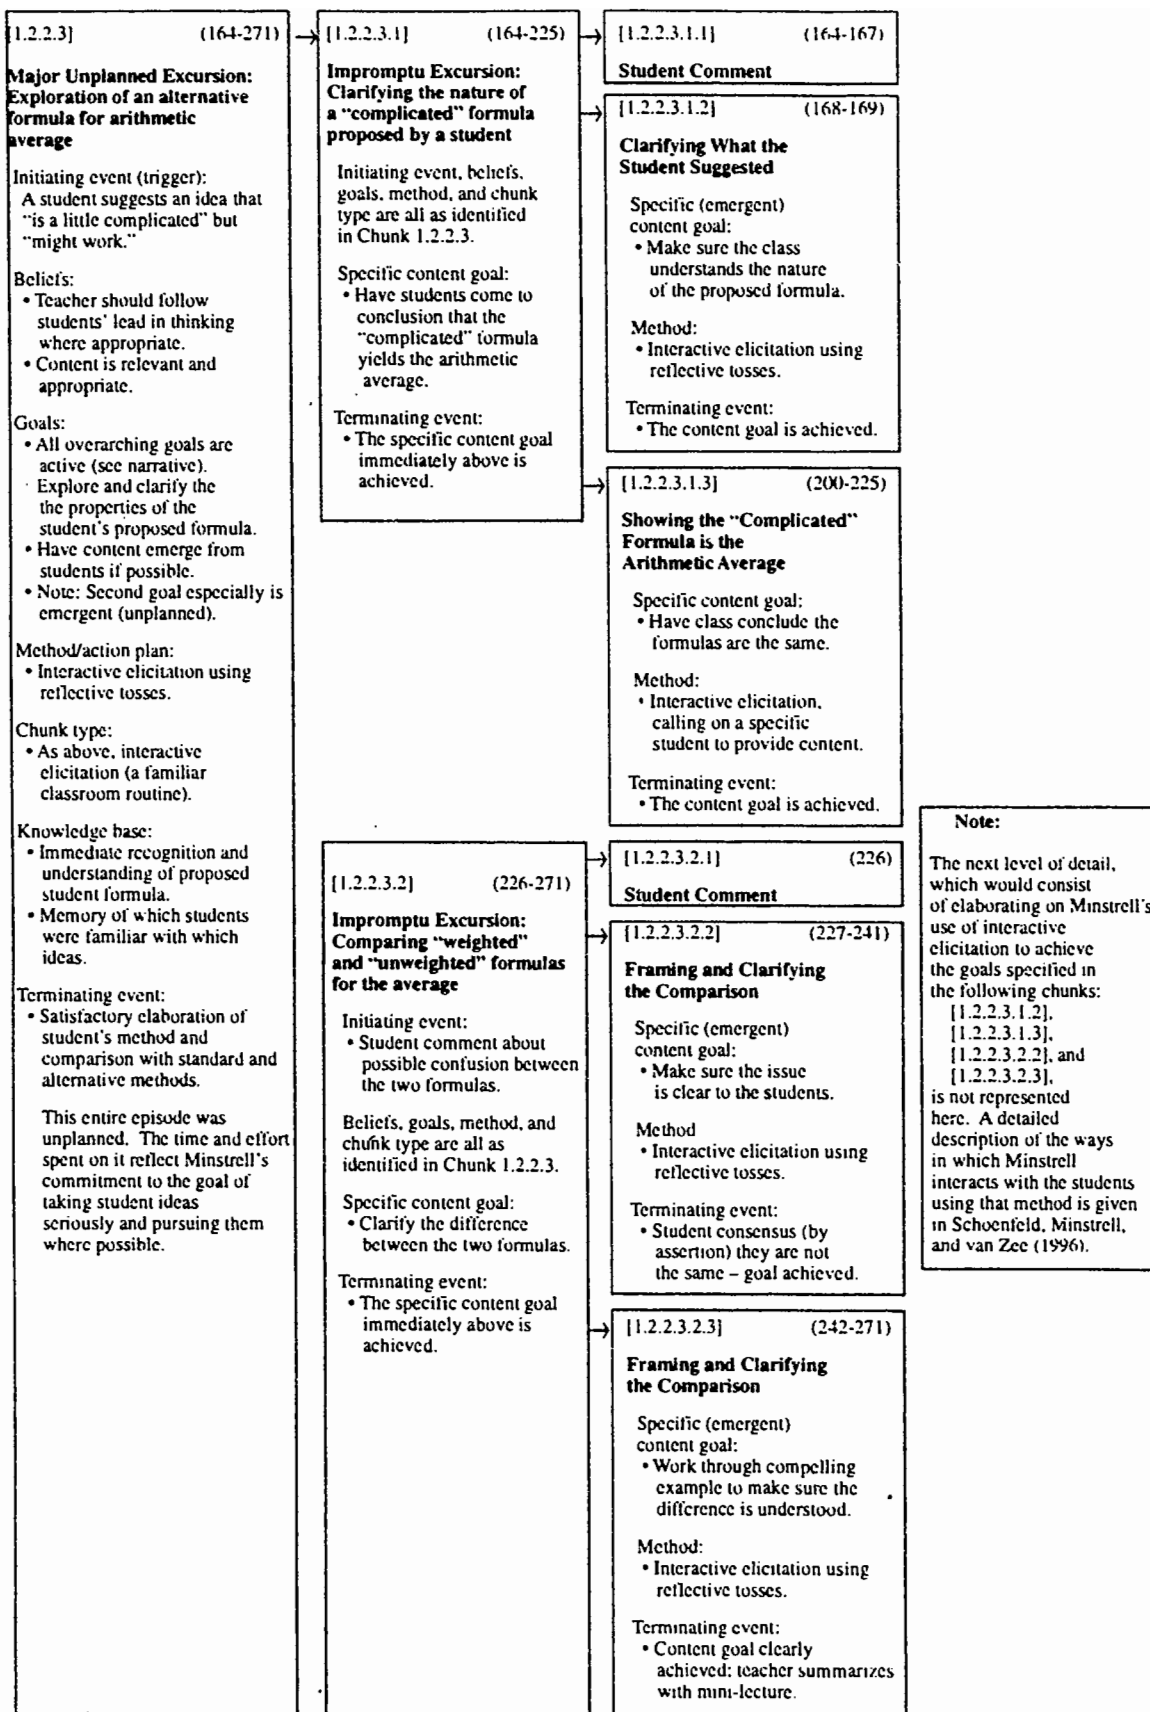 [1.2.2.3] (164-271)
Major Unplanned Excursion:
Exploration of an alternative
formula for arithmetic
average
Initiating event (trigger):
A student suggests an idea that
“is a little complicated” but
“might work.”
Beliefs:
• Teacher should follow
students’ lead in thinking
where appropriate.
• Content is relevant and
appropriate.
Goals:
• All overarching goals are
active (see narrative).
Explore and clarify the
the properties of the
student’s proposed formula.
• Have content emerge from
students if possible.
• Note: Second goal especially is
emergent (unplanned).
Method/action plan:
• Interactive elicitation using
reflective tosses.
Chunk type:
• As above, interactive
elicitation (a familiar
classroom routine).
Knowledge base:
• Immediate recognition and
understanding of proposed
student formula.
• Memory of which students
were familiar with which
ideas.
Terminating event:
• Satisfactory elaboration of
student’s method and
comparison with standard and
alternative methods.
This entire episode was
unplanned. The time and effort
spent on it reflect Minstrell’s
commitment to the goal of
taking student ideas
seriously and pursuing them
where possible.
[1.2.2.3.1] (164-225)
Impromptu Excursion:
Clarifying the nature of
a “complicated” formula
proposed by a student
Initiating event, beliefs,
goals, method, and chunk
type are all as identified
in Chunk 1.2.2.3.
Specific content goal:
• Have students come to
conclusion that the
“complicated” formula
yields the arithmetic
average.
Terminating event:
• The specific content goal
immediately above is
achieved.
[1.2.2.3.1.1] (164-167)
Student Comment
[1.2.2.3.1.2] (168-169)
Clarifying What the
Student Suggested
Specific (emergent)
content goal:
• Make sure the class
understands the nature
of the proposed formula.
Method:
• Interactive elicitation using
reflective tosses.
Terminating event:
• The content goal is achieved.
[1.2.2.3.1.3] (200-225)
Showing the “Complicated”
Formula is the
Arithmetic Average
Specific content goal:
• Have class conclude the
formulas are the same.
Method:
• Interactive elicitation,
calling on a specific
student to provide content.
Terminating event:
• The content goal is achieved.
[1.2.2.3.2] (226-271)
Impromptu Excursion:
Comparing “weighted”
and “unweighted” formulas
for the average
Initiating event:
• Student comment about
possible confusion between
the two formulas.
Beliefs, goals, method, and
chunk type are all as
identified in Chunk 1.2.2.3.
Specific content goal:
• Clarify the difference
between the two formulas.
Terminating event:
• The specific content goal
immediately above is
achieved.
[1.2.2.3.2.1] (226)
Student Comment
[1.2.2.3.2.2] (227-241)
Framing and Clarifying
the Comparison
Specific (emergent)
content goal:
• Make sure the issue
is clear to the students.
Method
• Interactive elicitation using
reflective tosses.
Terminating event:
• Student consensus (by
assertion) they are not
the same – goal achieved.
[1.2.2.3.2.3] (242-271)
Framing and Clarifying
the Comparison
Specific (emergent)
content goal:
• Work through compelling
example to make sure the
difference is understood.
Method:
• Interactive elicitation using
reflective tosses.
Terminating event:
• Content goal clearly
achieved: teacher summarizes
with mini-lecture.
Note:
The next level of detail,
which would consist
of elaborating on Minstrell's
use of interactive
elicitation to achieve
the goals specified in
the following chunks:
[1.2.2.3.1.2],
[1.2.2.3.1.3],
[1.2.2.3.2.2], and
[1.2.2.3.2.3],
is not represented
here. A detailed
description of the ways
in which Minstrell
interacts with the students
using that method is given
in Schoenfeld, Minstrell,
and van Zee (1996).